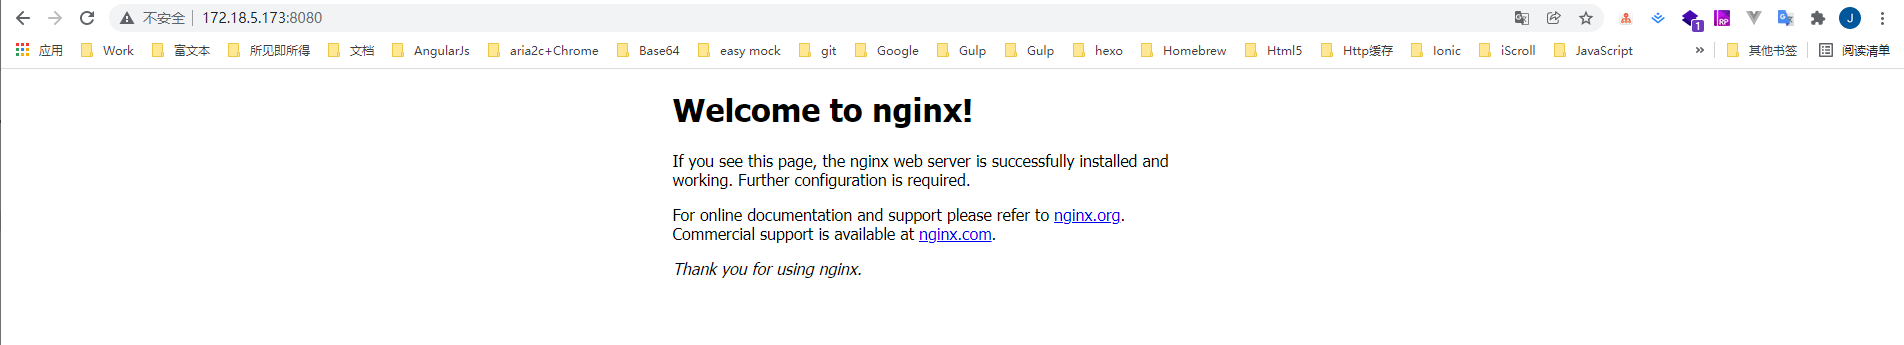 不安全 172.18.5.173:8080
RP 1 J
应用 Work 富文本 所见即所得 文档 AngularJs aria2c+Chrome Base64 easy mock git Google Gulp Gulp hexo Homebrew Html5 Http缓存 Ionic iScroll JavaScript » 其他书签 阅读清单
Welcome to nginx!
If you see this page, the nginx web server is successfully installed and
working. Further configuration is required.
For online documentation and support please refer to nginx.org.
Commercial support is available at nginx.com.
Thank you for using nginx.